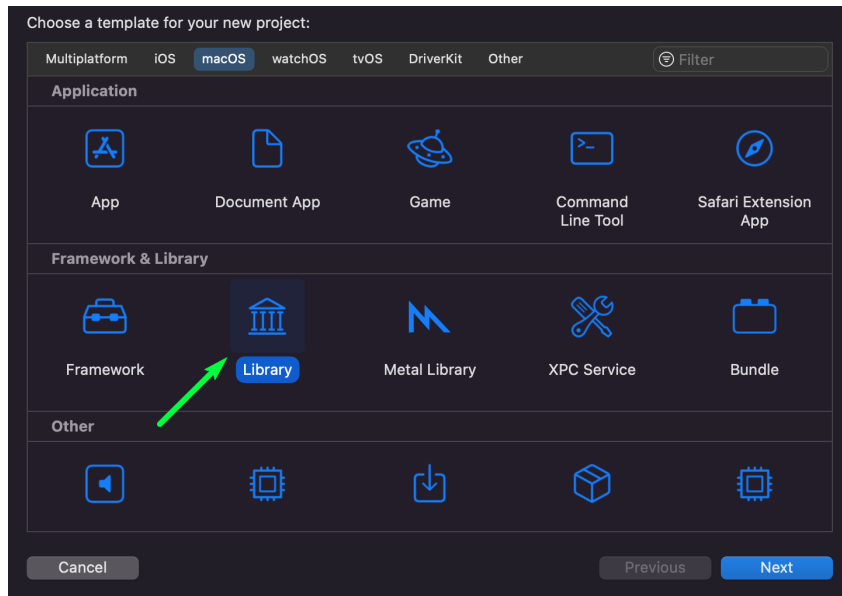 Choose a template for your new project:
Multiplatform iOS macOS watchOS tvOS DriverKit Other Filter
Application
App Document App Game Command Line Tool Safari Extension App
Framework & Library
Framework Library Metal Library XPC Service Bundle
Other
Cancel Previous Next